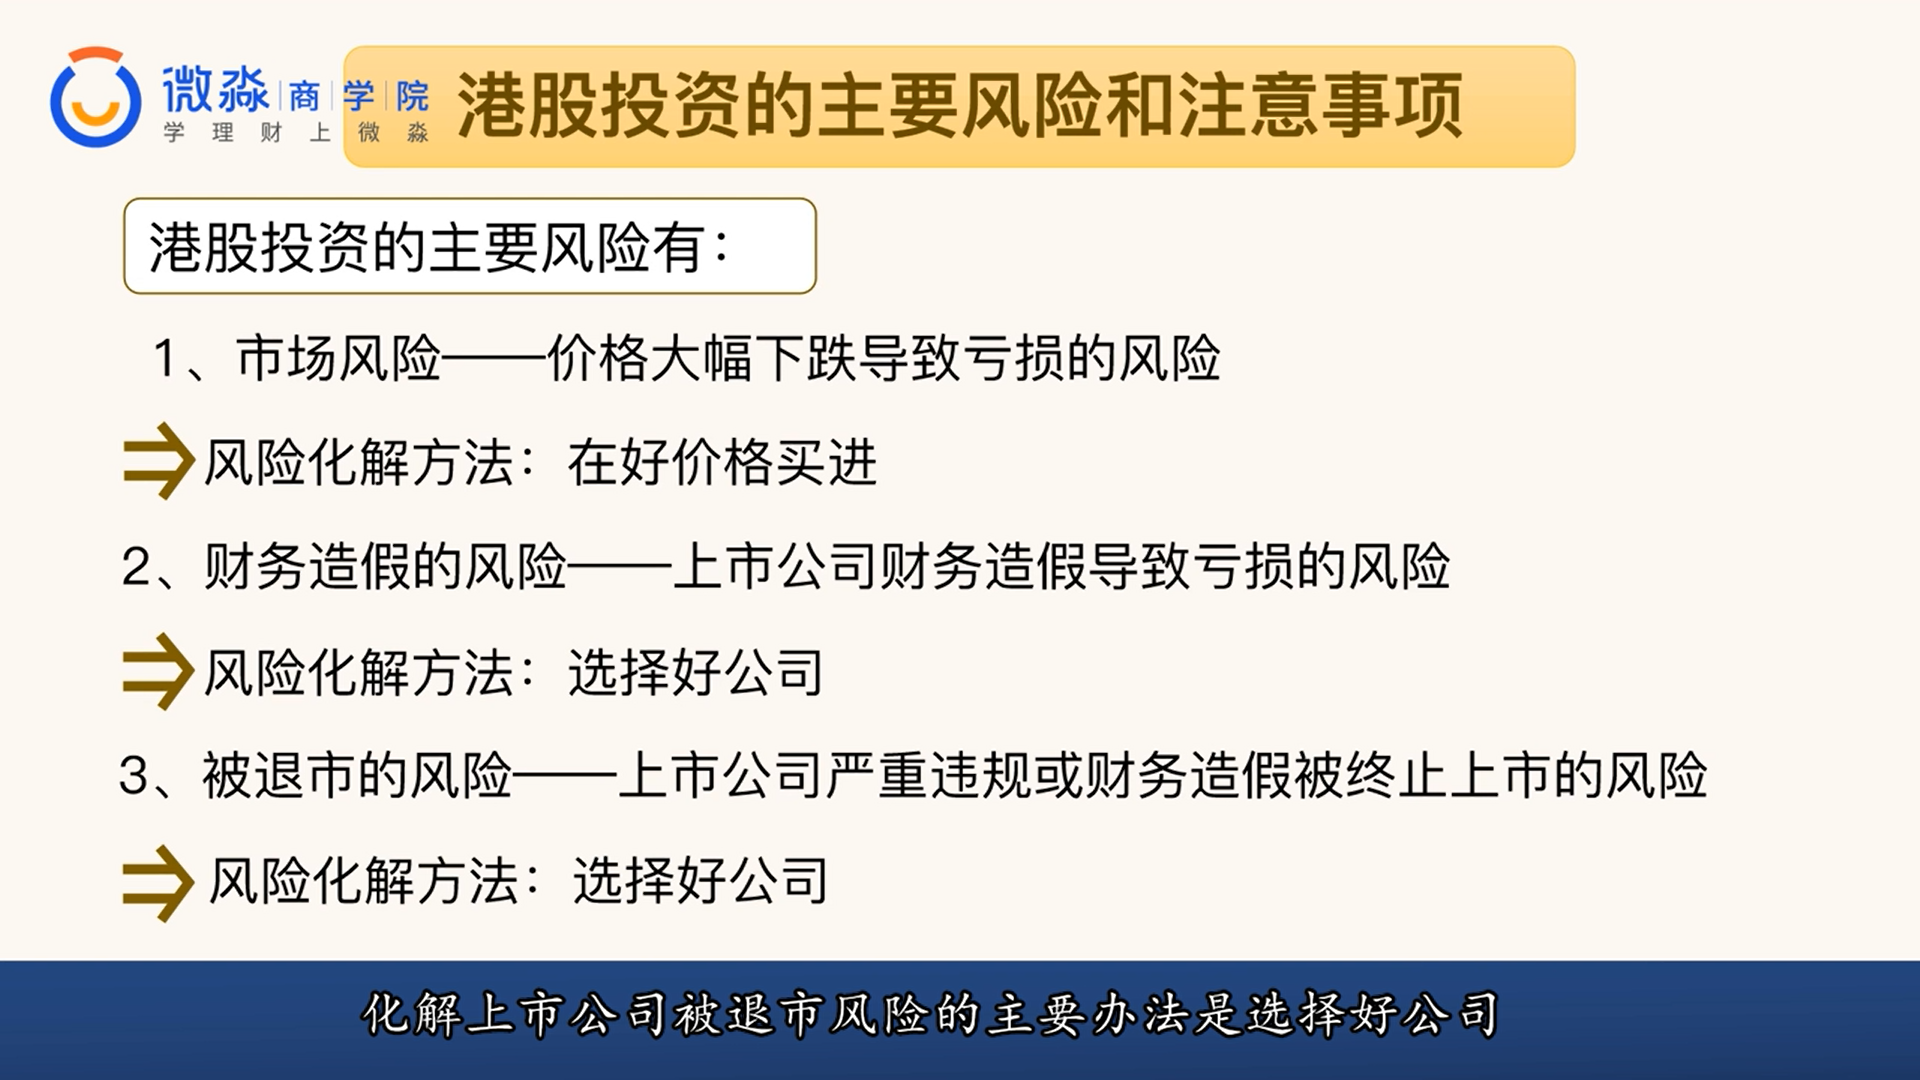 微淼商学院
学理财上微淼
港股投资的主要风险和注意事项
港股投资的主要风险有：
1、市场风险——价格大幅下跌导致亏损的风险
风险化解方法：在好价格买进
2、财务造假的风险——上市公司财务造假导致亏损的风险
风险化解方法：选择好公司
3、被退市的风险——上市公司严重违规或财务造假被终止上市的风险
风险化解方法：选择好公司
化解上市公司被退市风险的主要办法是选择好公司